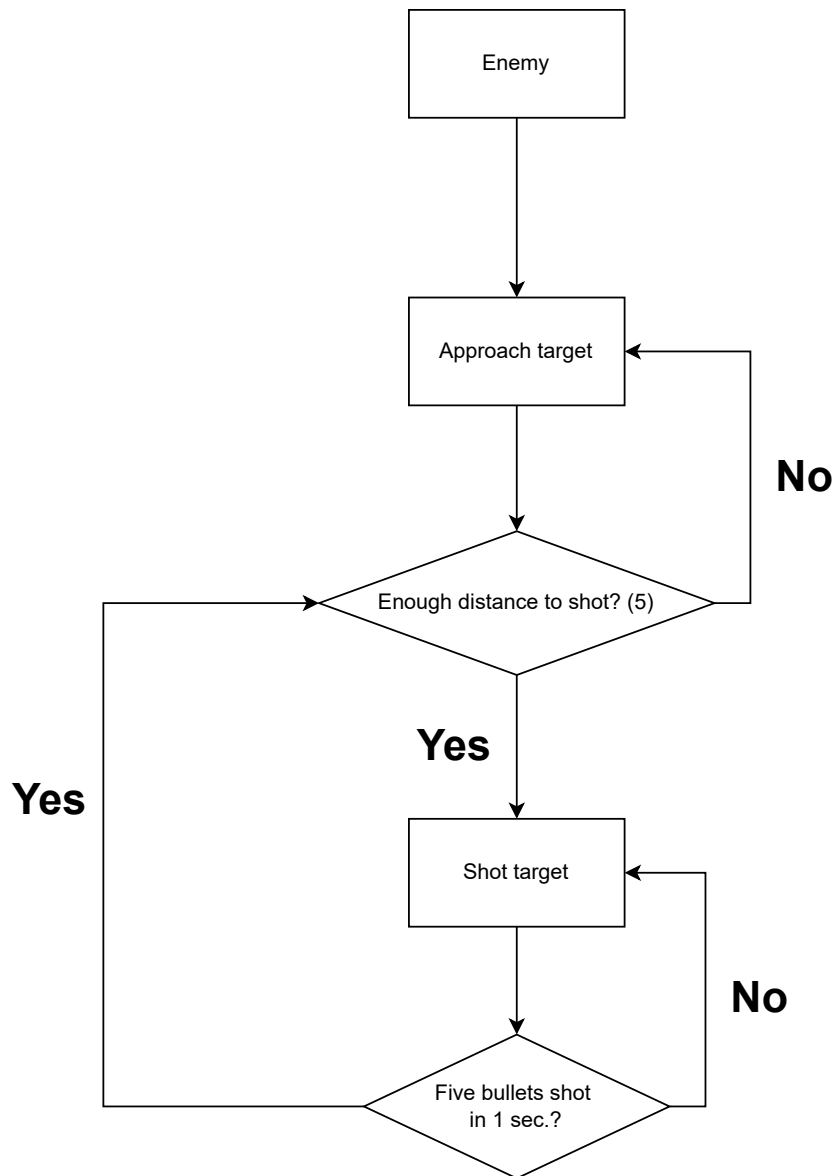 Enemy
Approach target
No
Enough distance to shot? (5)
Yes
Yes
Shot target
No
Five bullets shot
in 1 sec.?